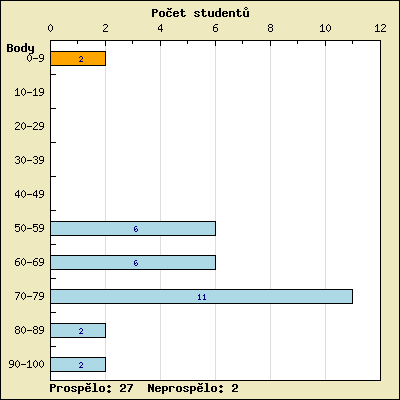 Počet studentů
0 2 4 6 8 10 12
Body
0-9 2
10-19
20-29
30-39
40-49
50-59 6
60-69 6
70-79 11
80-89 2
90-100 2
Prospělo: 27 Neprospělo: 2